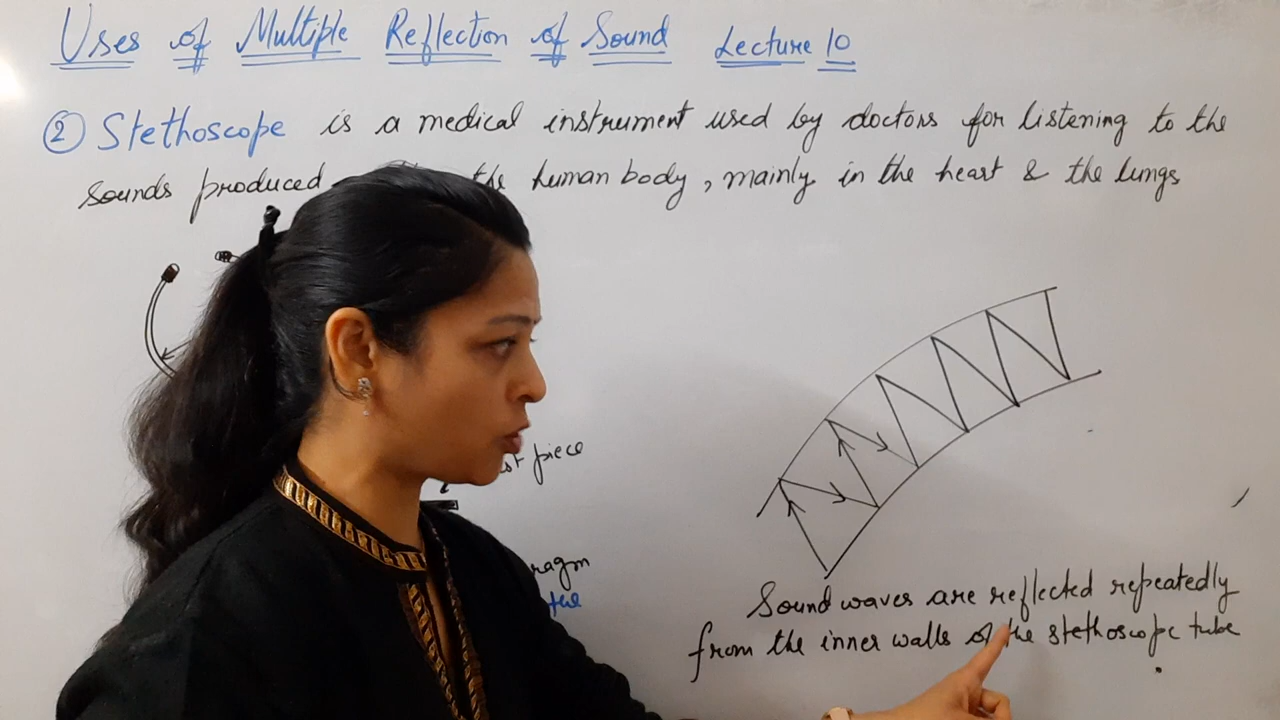 Uses of Multiple Reflection of Sound Lecture 10
② Stethoscope is a medical instrument used by doctors for listening to the
sounds produced the human body, mainly in the heart & the lungs
piece
the
Sound waves are reflected repeatedly
from the inner walls of the stethoscope tube